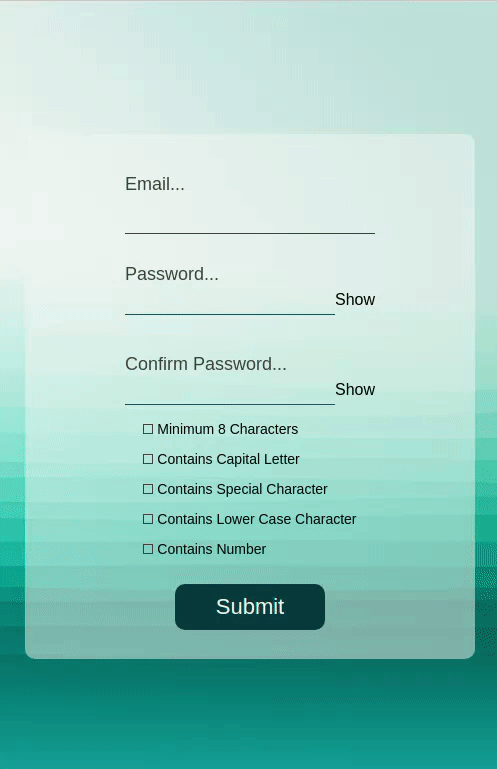 Email...
Password...
Show
Confirm Password...
Show
Minimum 8 Characters
Contains Capital Letter
Contains Special Character
Contains Lower Case Character
Contains Number
Submit